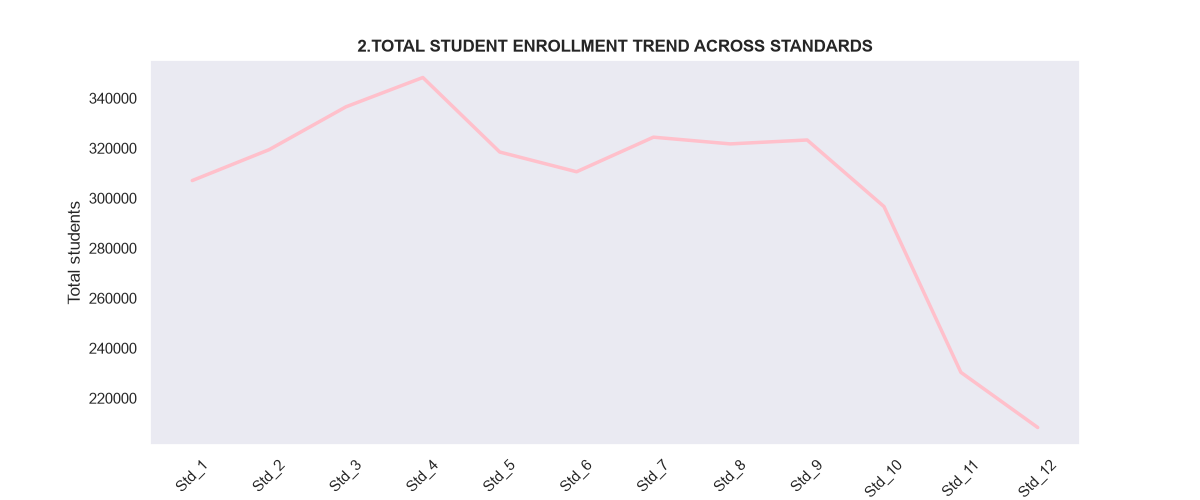 2.TOTAL STUDENT ENROLLMENT TREND ACROSS STANDARDS
Total students
340000
320000
300000
280000
260000
240000
220000
Std_1
Std_2
Std_3
Std_4
Std_5
Std_6
Std_7
Std_8
Std_9
Std_10
Std_11
Std_12